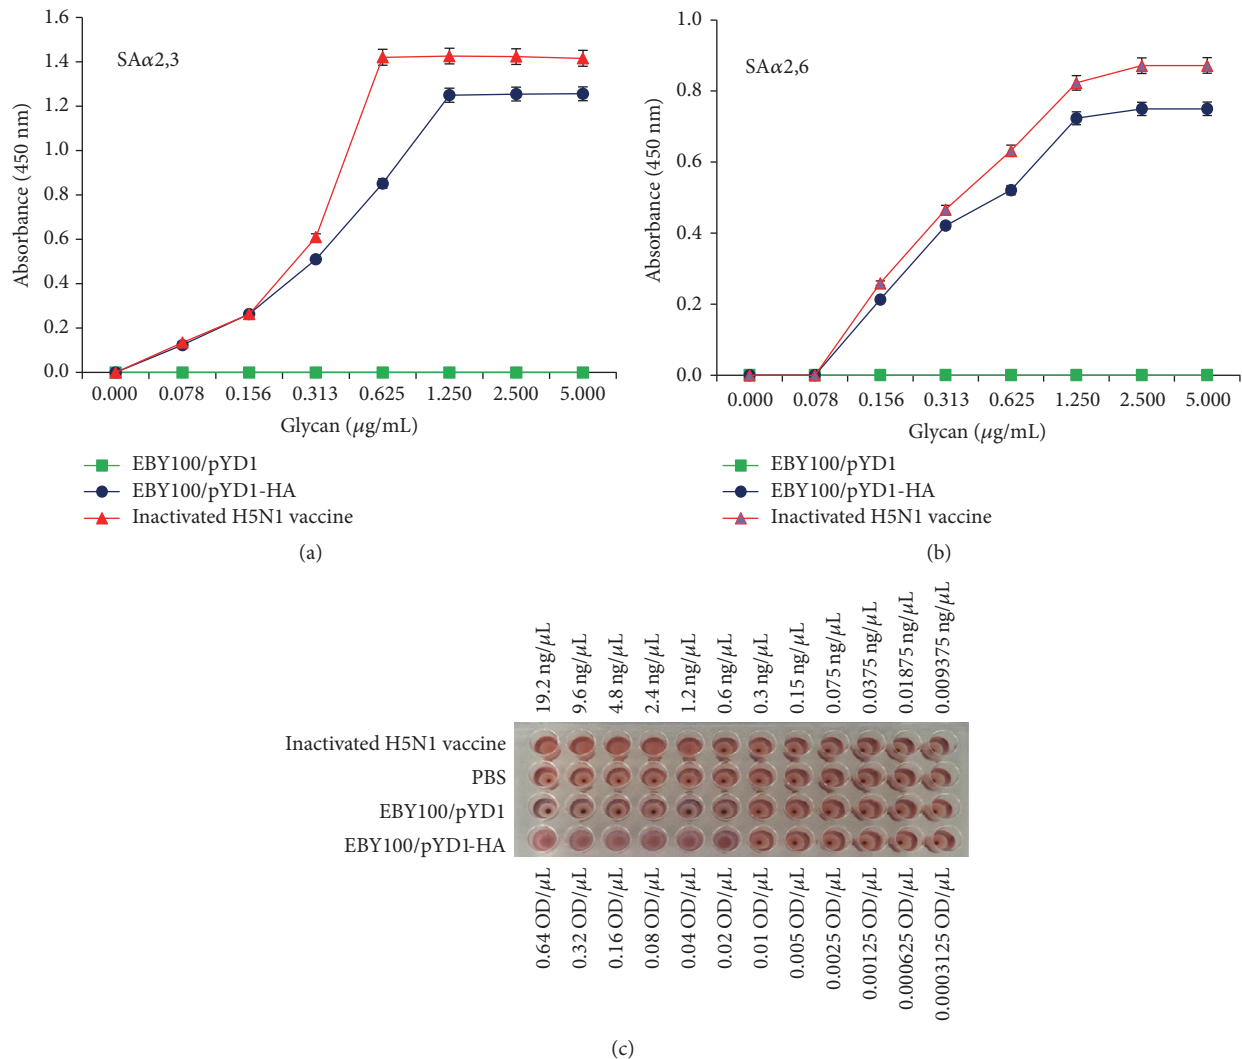 1.6
1.4
1.2
1.0
0.8
0.6
0.4
0.2
0.0
Absorbance (450 nm)
SAα2,3
0.000 0.078 0.156 0.313 0.625 1.250 2.500 5.000
Glycan (μg/mL)
EBY100/pYD1
EBY100/pYD1-HA
Inactivated H5N1 vaccine
(a)
1.0
0.8
0.6
0.4
0.2
0.0
Absorbance (450 nm)
SAα2,6
0.000 0.078 0.156 0.313 0.625 1.250 2.500 5.000
Glycan (μg/mL)
EBY100/pYD1
EBY100/pYD1-HA
Inactivated H5N1 vaccine
(b)
19.2 ng/μL
9.6 ng/μL
4.8 ng/μL
2.4 ng/μL
1.2 ng/μL
0.6 ng/μL
0.3 ng/μL
0.15 ng/μL
0.075 ng/μL
0.0375 ng/μL
0.01875 ng/μL
0.009375 ng/μL
Inactivated H5N1 vaccine
PBS
EBY100/pYD1
EBY100/pYD1-HA
0.64 OD/μL
0.32 OD/μL
0.16 OD/μL
0.08 OD/μL
0.04 OD/μL
0.02 OD/μL
0.01 OD/μL
0.005 OD/μL
0.0025 OD/μL
0.00125 OD/μL
0.000625 OD/μL
0.0003125 OD/μL
(c)